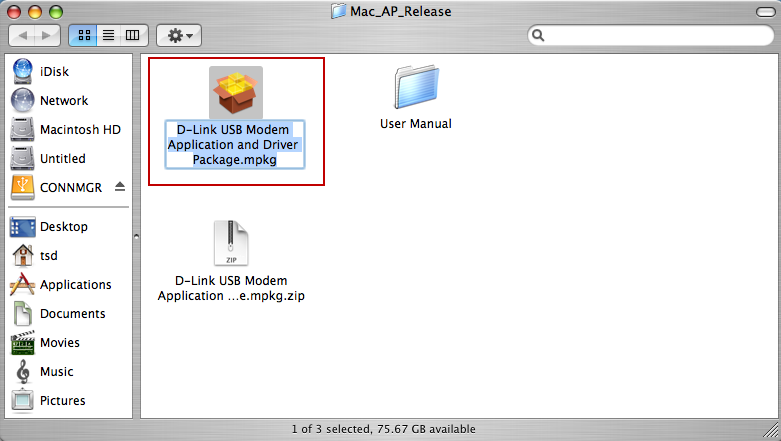 Mac_AP_Release
iDisk
Network
Macintosh HD
Untitled
CONNMGR
Desktop
tsd
Applications
Documents
Movies
Music
Pictures
D-Link USB Modem
Application and Driver
Package.mpkg
User Manual
ZIP
D-Link USB Modem
Application ...e.mpkg.zip
1 of 3 selected, 75.67 GB available